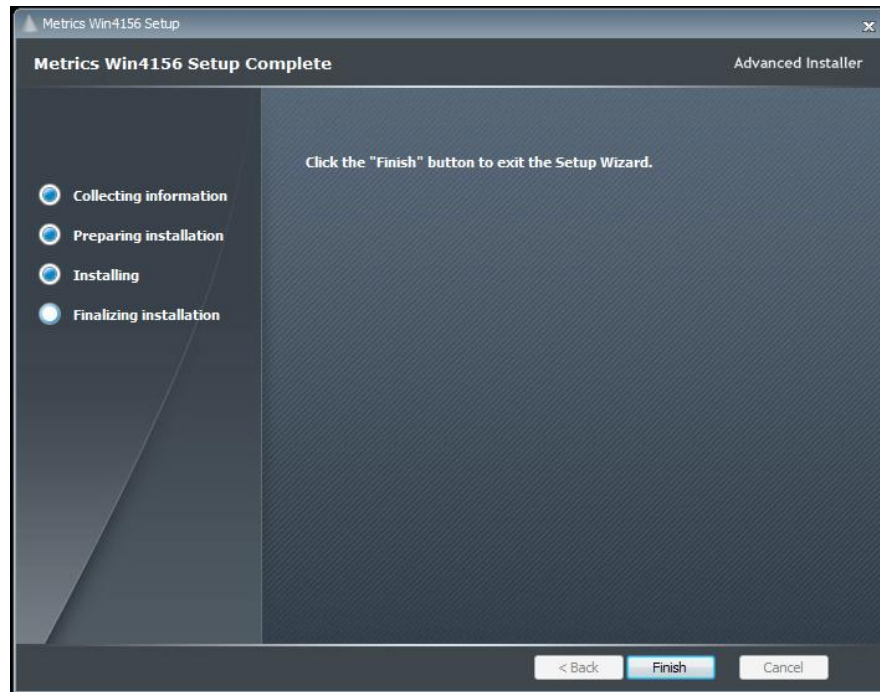 Metrics Win4156 Setup
Metrics Win4156 Setup Complete
Advanced Installer
Click the "Finish" button to exit the Setup Wizard.
Collecting information
Preparing installation
Installing
Finalizing installation
< Back
Finish
Cancel